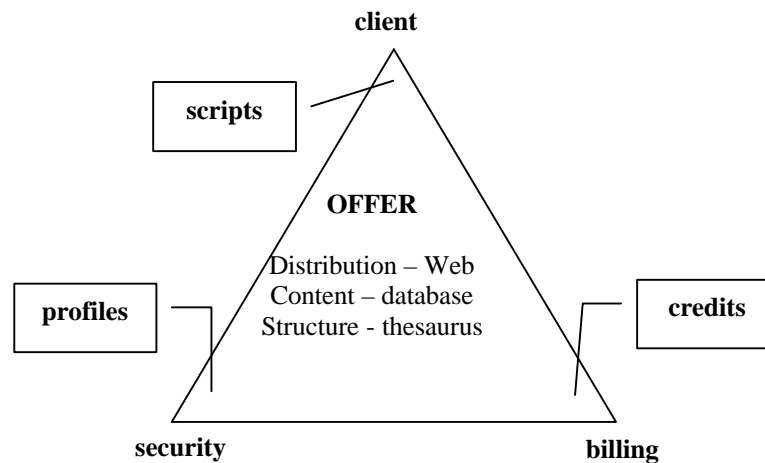 client
scripts
OFFER
Distribution – Web
Content – database
Structure - thesaurus
profiles
credits
security
billing